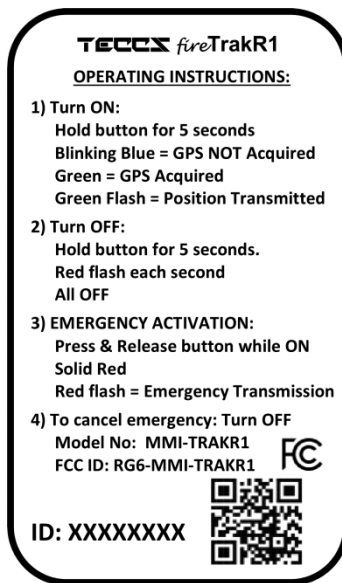 TECCS fireTrakR1
OPERATING INSTRUCTIONS:
1) Turn ON:
Hold button for 5 seconds
Blinking Blue = GPS NOT Acquired
Green = GPS Acquired
Green Flash = Position Transmitted
2) Turn OFF:
Hold button for 5 seconds.
Red flash each second
All OFF
3) EMERGENCY ACTIVATION:
Press & Release button while ON
Solid Red
Red flash = Emergency Transmission
4) To cancel emergency: Turn OFF
Model No: MMI-TRAKR1
FCC ID: RG6-MMI-TRAKR1
FC
ID: XXXXXXXX